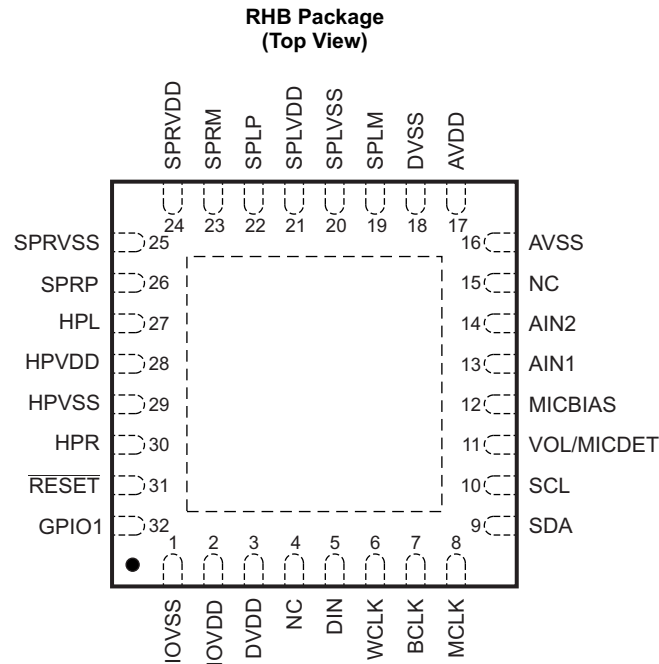 RHB Package
(Top View)
SPRVDD
SPRM
SPLP
SPLVDD
SPLVSS
SPLM
DVSS
AVDD
24 23 22 21 20 19 18 17
SPRVSS 25
SPRP 26
HPL 27
HPVDD 28
HPVSS 29
HPR 30
RESET 31
GPIO1 32
16 AVSS
15 NC
14 AIN2
13 AIN1
12 MICBIAS
11 VOL/MICDET
10 SCL
9 SDA
1 2 3 4 5 6 7 8
IOVSS
IOVDD
DVDD
NC
DIN
WCLK
BCLK
MCLK